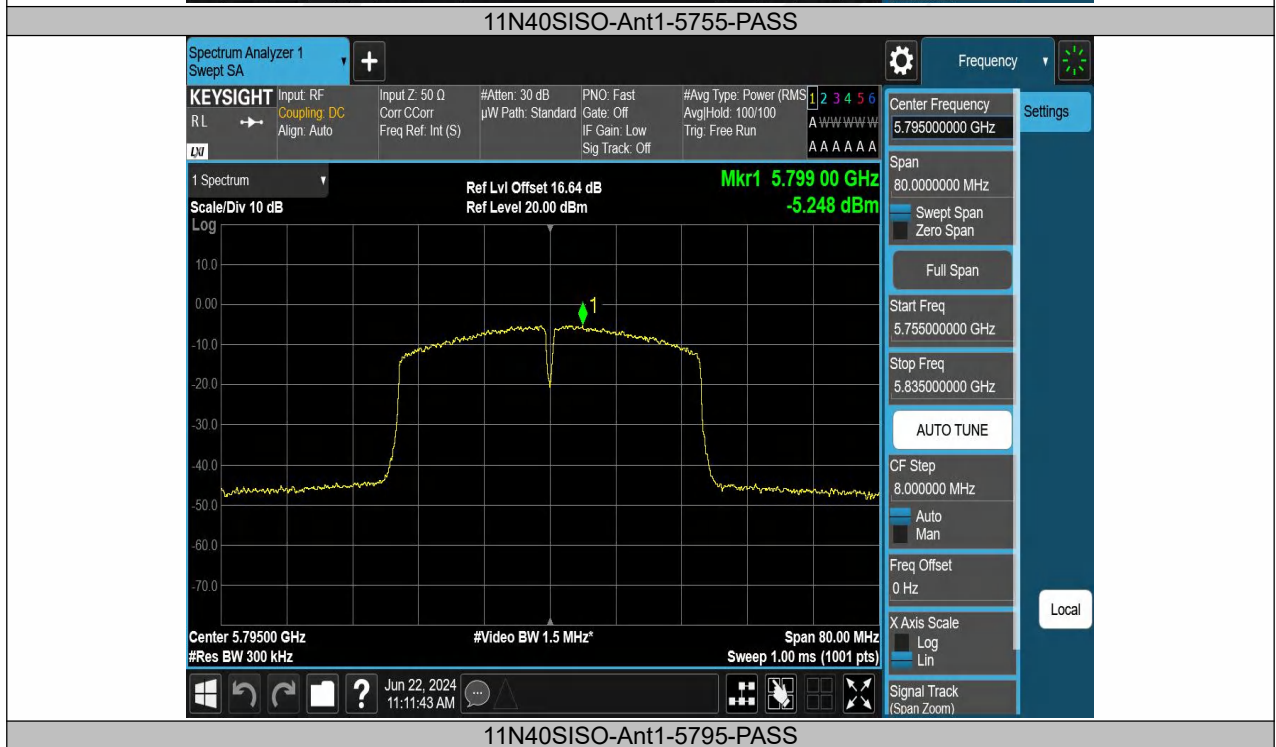 11N40SISO-Ant1-5755-PASS
Spectrum Analyzer 1
Swept SA
+
Frequency
KEYSIGHT
RL
LXI
Input: RF
Coupling: DC
Align: Auto
Input Z: 50 Ω
Corr CCorr
Freq Ref: Int (S)
#Atten: 30 dB
µW Path: Standard
PNO: Fast
Gate: Off
IF Gain: Low
Sig Track: Off
#Avg Type: Power (RMS
Avg|Hold: 100/100
Trig: Free Run
1 2 3 4 5 6
A W W W W W
A A A A A A
Center Frequency
5.795000000 GHz
Settings
1 Spectrum
Ref Lvl Offset 16.64 dB
Mkr1 5.799 00 GHz
Scale/Div 10 dB
Ref Level 20.00 dBm
-5.248 dBm
Log
10.0
0.00
-10.0
-20.0
-30.0
-40.0
-50.0
-60.0
-70.0
1
Span
80.0000000 MHz
Swept Span
Zero Span
Full Span
Start Freq
5.755000000 GHz
Stop Freq
5.835000000 GHz
AUTO TUNE
CF Step
8.000000 MHz
Auto
Man
Freq Offset
0 Hz
X Axis Scale
Log
Lin
Signal Track
(Span Zoom)
Local
Center 5.79500 GHz
#Video BW 1.5 MHz*
Span 80.00 MHz
#Res BW 300 kHz
Sweep 1.00 ms (1001 pts)
?
Jun 22, 2024
11:11:43 AM
11N40SISO-Ant1-5795-PASS